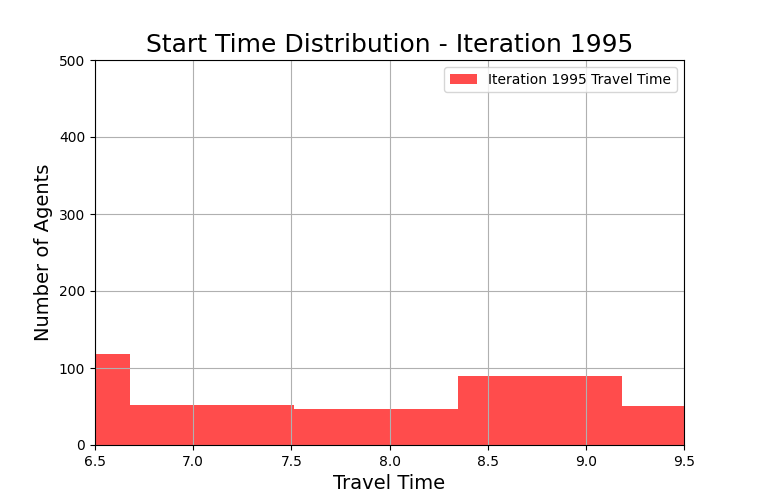 Start Time Distribution - Iteration 1995
Iteration 1995 Travel Time
500
400
300
200
100
0
Number of Agents
6.5 7.0 7.5 8.0 8.5 9.0 9.5
Travel Time